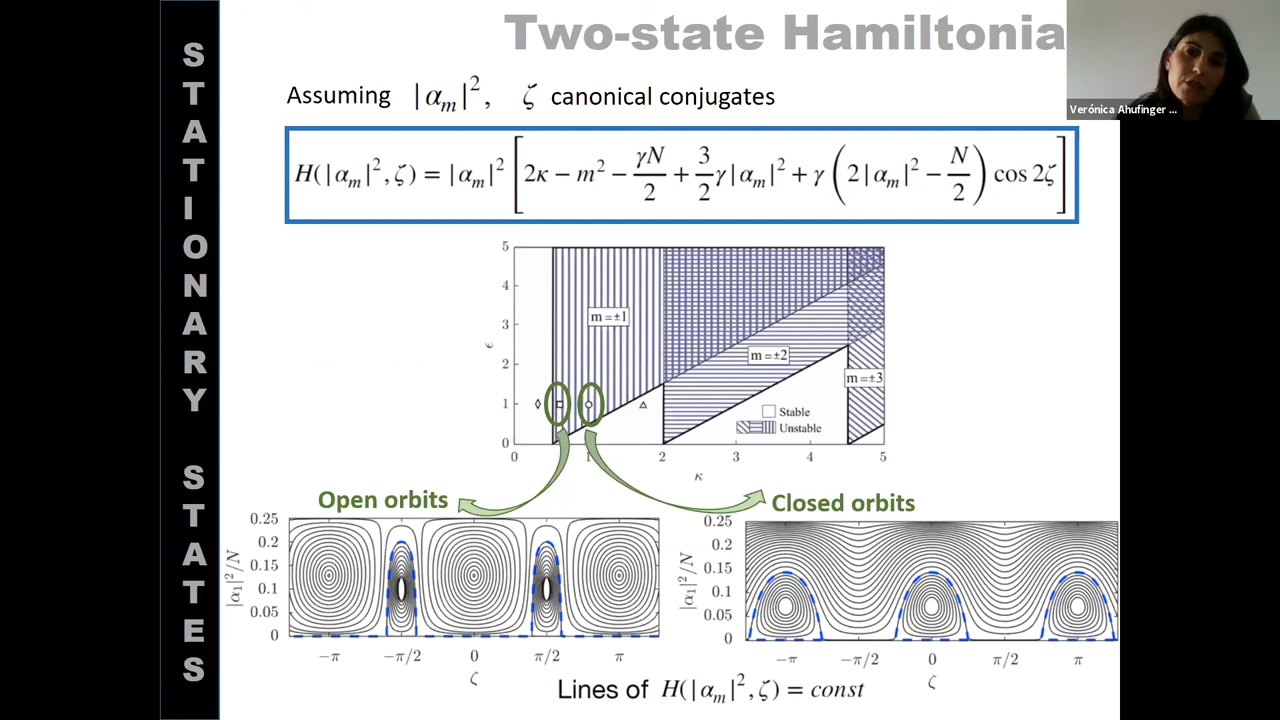 Two-state Hamiltonia
Verónica Ahufinger ...
STATIONARY STATES
Assuming |α_m|², ζ canonical conjugates
H(|α_m|², ζ) = |α_m|² [2κ − m² − γN/2 + 3/2 γ|α_m|² + γ (2|α_m|² − N/2) cos 2ζ]
5
4
3
2
1
0
ϵ
m = ±1
m = ±2
m = ±3
Stable
Unstable
0 1 2 3 4 5
κ
Open orbits
Closed orbits
0.25
0.2
0.15
0.1
0.05
0
|α₁|²/N
−π −π/2 0 π/2 π
ζ
0.25
0.2
0.15
0.1
0.05
0
|α₁|²/N
−π −π/2 0 π/2 π
ζ
Lines of H(|α_m|², ζ) = const